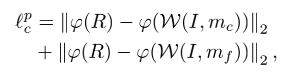 ℓ_c^p = ‖φ(R) − φ(𝒲(I, m_c))‖_2
+ ‖φ(R) − φ(𝒲(I, m_f))‖_2 ,